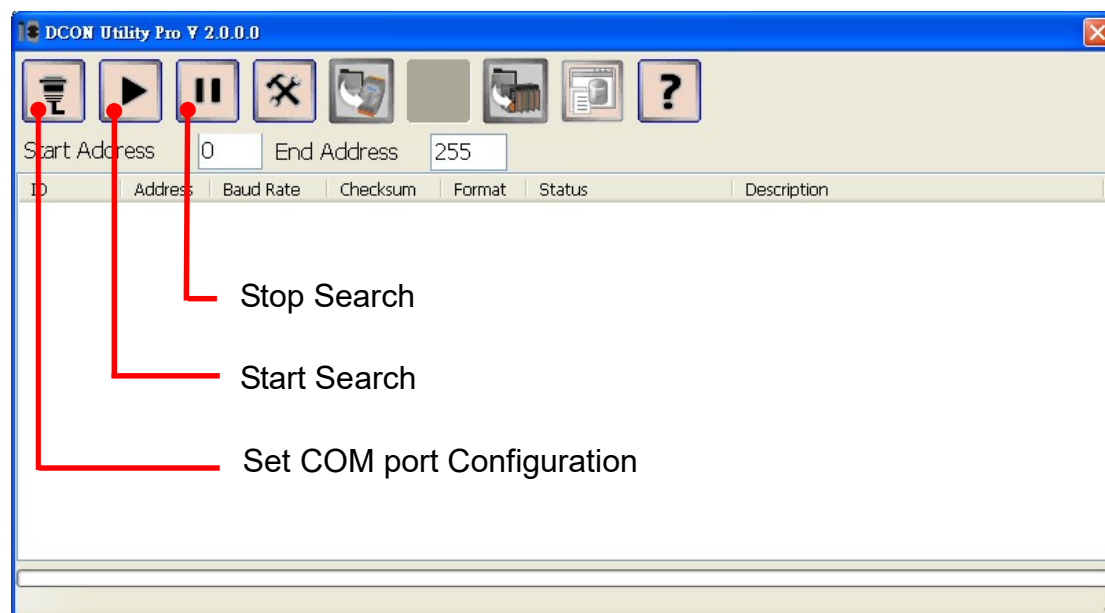 DCON Utility Pro V 2.0.0.0
?
Start Address 0 End Address 255
ID Address Baud Rate Checksum Format Status Description
Stop Search
Start Search
Set COM port Configuration